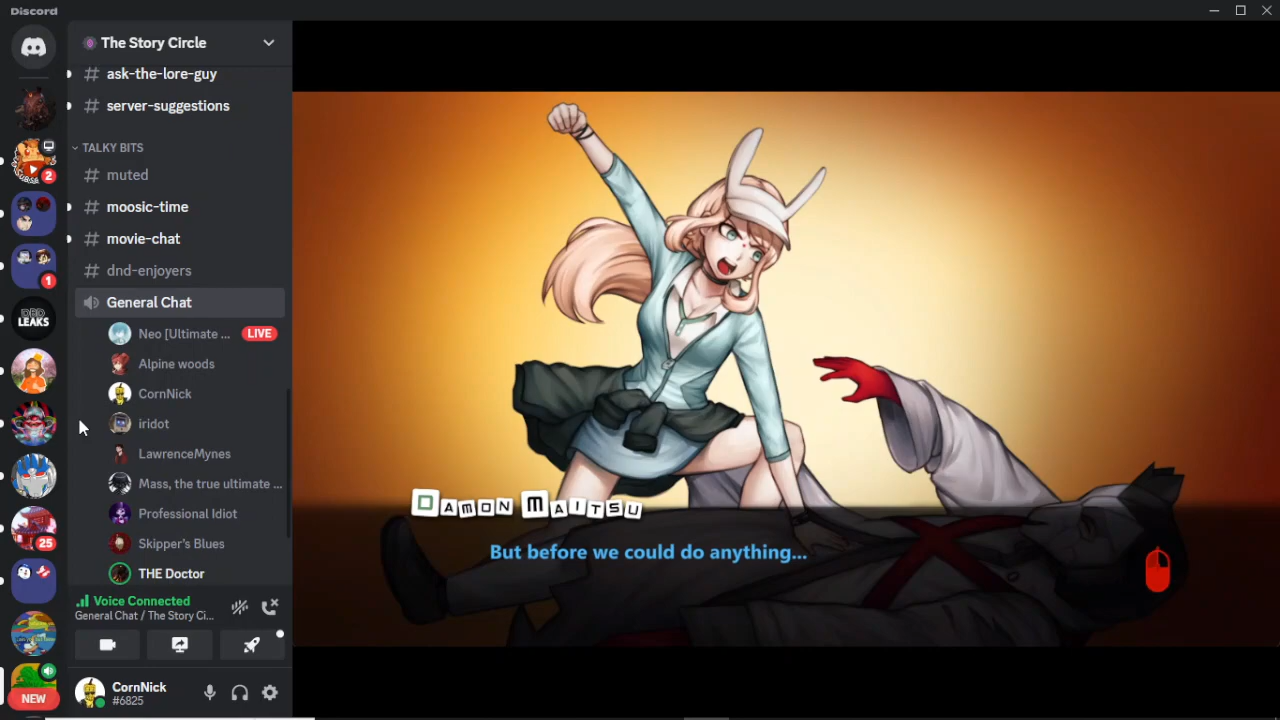 Discord
The Story Circle
ask-the-lore-guy
server-suggestions
TALKY BITS
muted
moosic-time
movie-chat
dnd-enjoyers
General Chat
Neo [Ultimate ...
LIVE
Alpine woods
CornNick
iridot
LawrenceMynes
Mass, the true ultimate ...
Professional Idiot
Skipper's Blues
THE Doctor
Voice Connected
General Chat / The Story Ci...
CornNick
#6825
2
1
DBD
LEAKS
25
NEW
DAMON MAITSU
But before we could do anything...